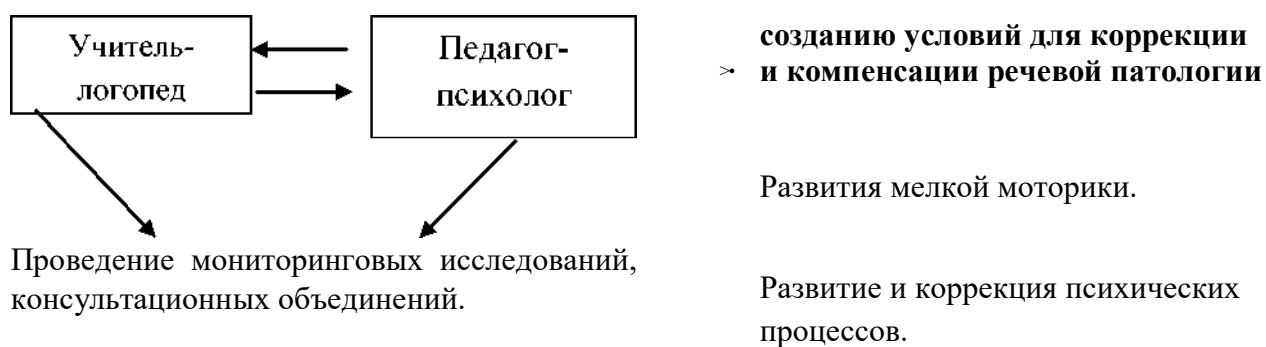 Учитель-
логопед
Педагог-
психолог
Проведение мониторинговых исследований,
консультационных объединений.
созданию условий для коррекции
и компенсации речевой патологии
Развития мелкой моторики.
Развитие и коррекция психических
процессов.